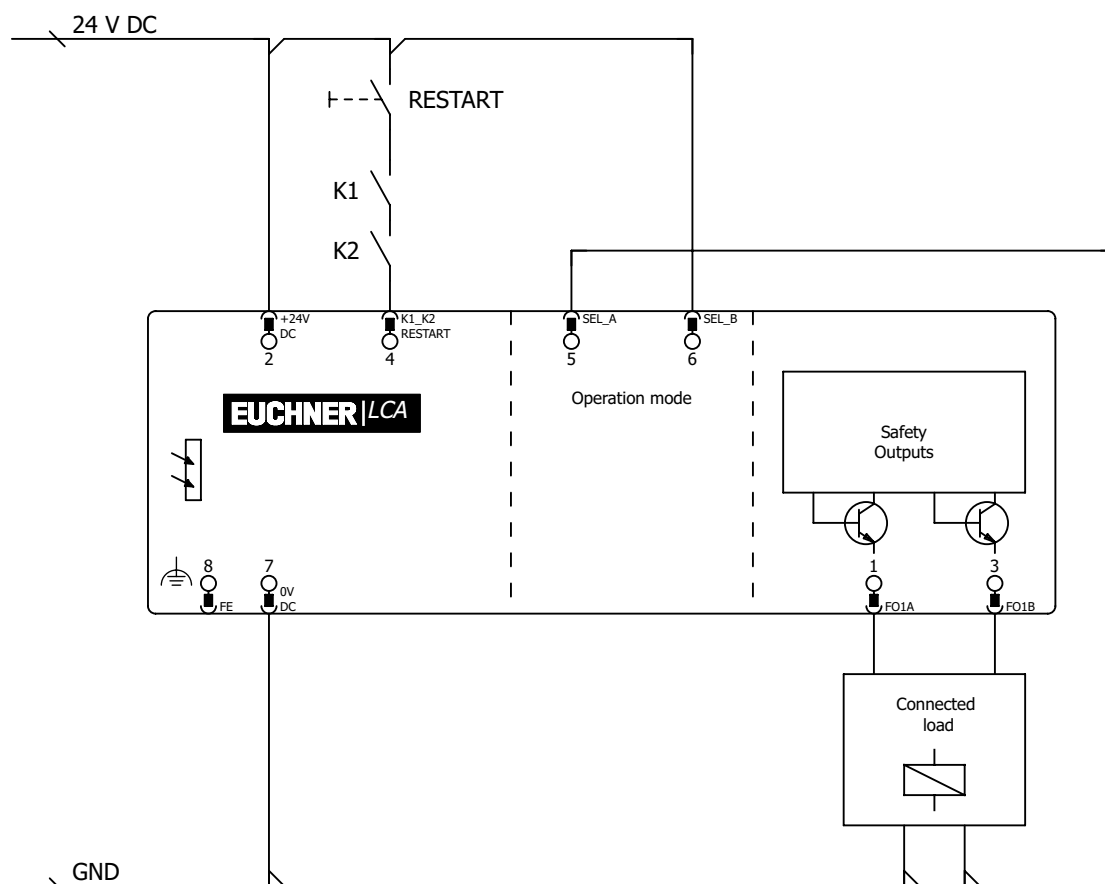 24 V DC
RESTART
K1
K2
+24V
DC
K1_K2
RESTART
SEL_A
SEL_B
2
4
5
6
EUCHNER LCA
Operation mode
Safety
Outputs
8
7
1
3
FE
0V
DC
FO1A
FO1B
Connected
load
GND